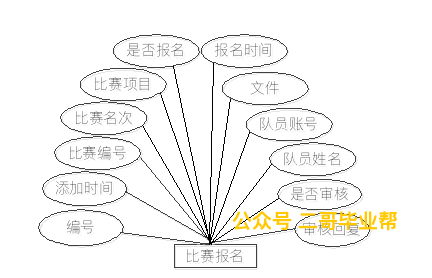 是否报名
报名时间
比赛项目
文件
比赛名次
队员账号
比赛编号
队员姓名
添加时间
是否审核
编号
审核回复
公众号 二哥毕业帮
比赛报名